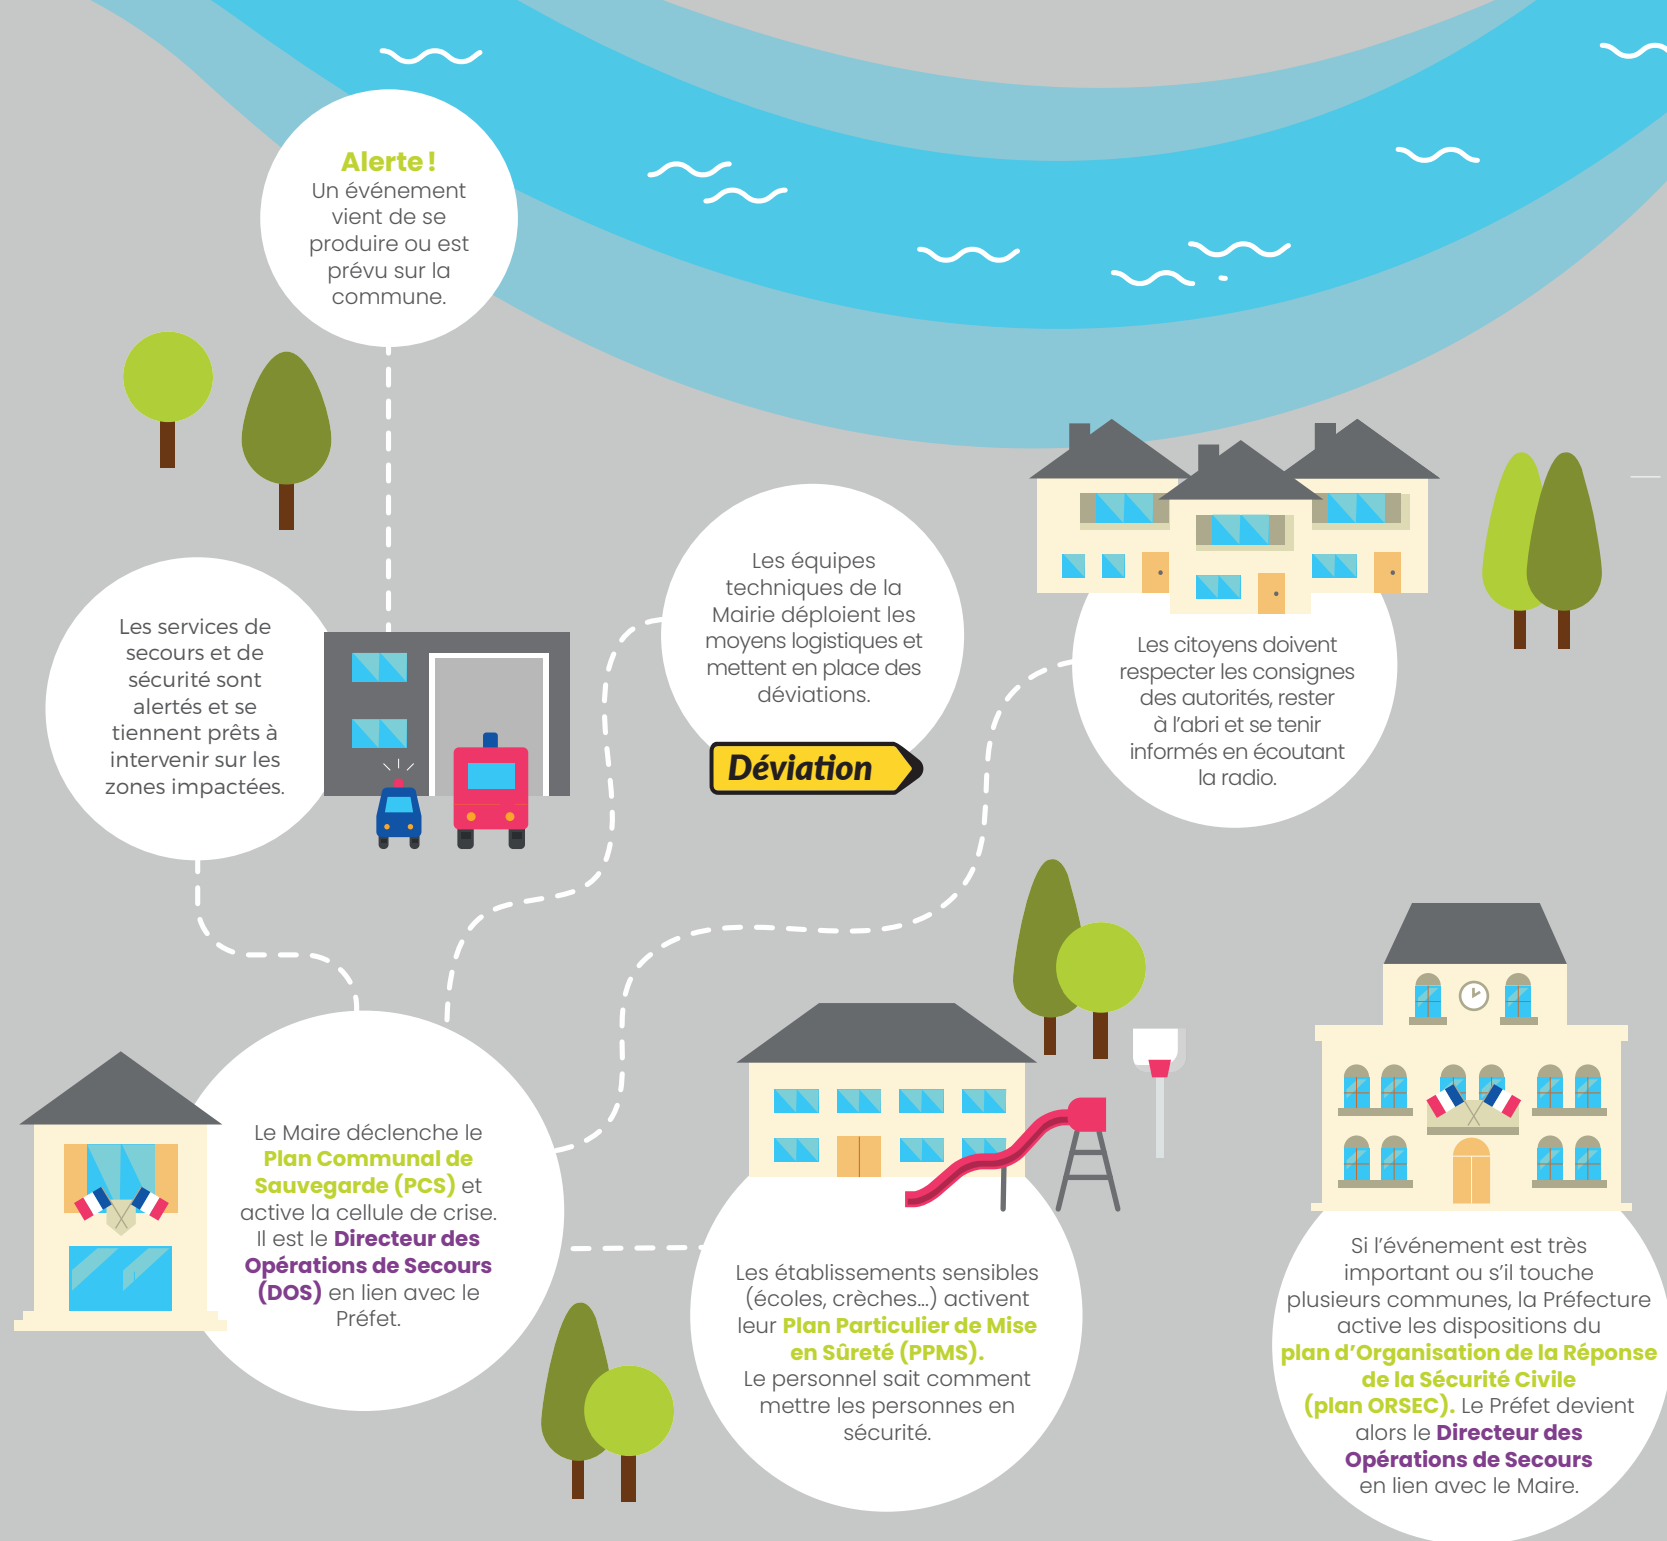 Alerte !
Un événement
vient de se
produire ou est
prévu sur la
commune.
Les services de
secours et de
sécurité sont
alertés et se
tiennent prêts à
intervenir sur les
zones impactées.
Les équipes
techniques de la
Mairie déploient les
moyens logistiques et
mettent en place des
déviations.
Déviation
Les citoyens doivent
respecter les consignes
des autorités, rester
à l'abri et se tenir
informés en écoutant
la radio.
Le Maire déclenche le
Plan Communal de
Sauvegarde (PCS) et
active la cellule de crise.
Il est le Directeur des
Opérations de Secours
(DOS) en lien avec le
Préfet.
Les établissements sensibles
(écoles, crèches...) activent
leur Plan Particulier de Mise
en Sûreté (PPMS).
Le personnel sait comment
mettre les personnes en
sécurité.
Si l'événement est très
important ou s'il touche
plusieurs communes, la Préfecture
active les dispositions du
plan d'Organisation de la Réponse
de la Sécurité Civile
(plan ORSEC). Le Préfet devient
alors le Directeur des
Opérations de Secours
en lien avec le Maire.